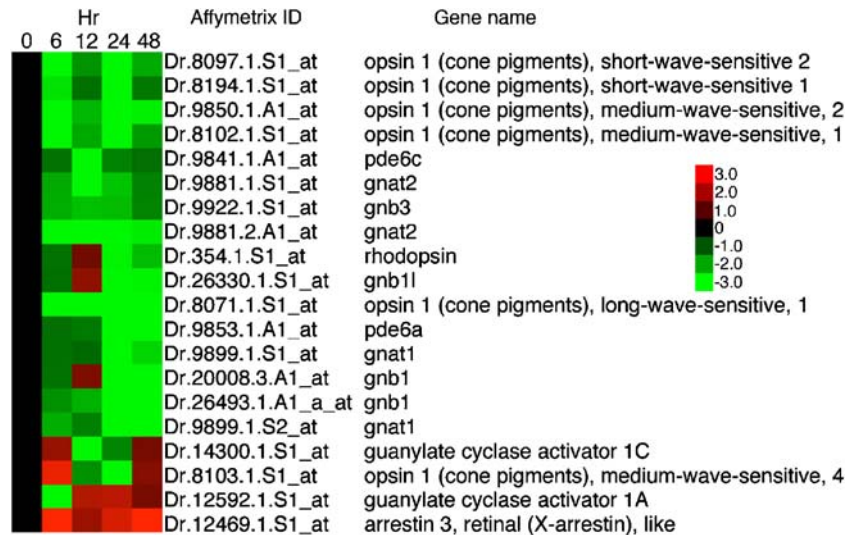 Hr Affymetrix ID Gene name
0 6 12 24 48
Dr.8097.1.S1_at opsin 1 (cone pigments), short-wave-sensitive 2
Dr.8194.1.S1_at opsin 1 (cone pigments), short-wave-sensitive 1
Dr.9850.1.A1_at opsin 1 (cone pigments), medium-wave-sensitive, 2
Dr.8102.1.S1_at opsin 1 (cone pigments), medium-wave-sensitive, 1
Dr.9841.1.A1_at pde6c
Dr.9881.1.S1_at gnat2
Dr.9922.1.S1_at gnb3
Dr.9881.2.A1_at gnat2
Dr.354.1.S1_at rhodopsin
Dr.26330.1.S1_at gnb1l
Dr.8071.1.S1_at opsin 1 (cone pigments), long-wave-sensitive, 1
Dr.9853.1.A1_at pde6a
Dr.9899.1.S1_at gnat1
Dr.20008.3.A1_at gnb1
Dr.26493.1.A1_a_at gnb1
Dr.9899.1.S2_at gnat1
Dr.14300.1.S1_at guanylate cyclase activator 1C
Dr.8103.1.S1_at opsin 1 (cone pigments), medium-wave-sensitive, 4
Dr.12592.1.S1_at guanylate cyclase activator 1A
Dr.12469.1.S1_at arrestin 3, retinal (X-arrestin), like
3.0
2.0
1.0
0
-1.0
-2.0
-3.0